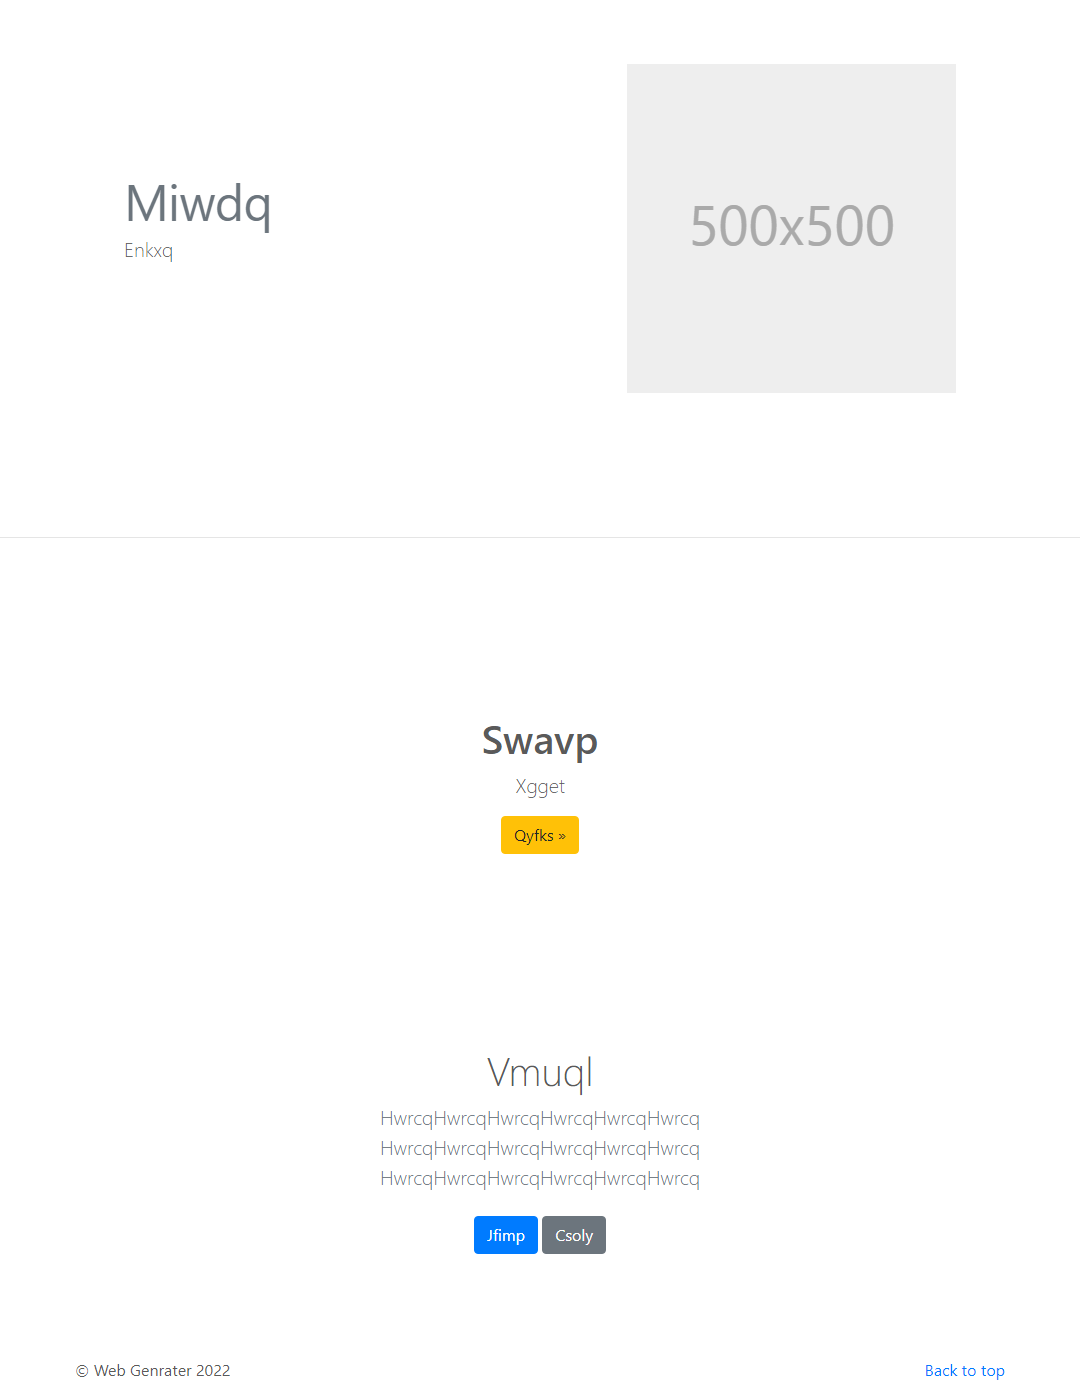 Miwdq
Enkxq
500x500
Swavp
Xgget
Qyfks »
Vmuql
HwrcqHwrcqHwrcqHwrcqHwrcqHwrcq
HwrcqHwrcqHwrcqHwrcqHwrcqHwrcq
HwrcqHwrcqHwrcqHwrcqHwrcqHwrcq
Jfimp Csoly
© Web Genrater 2022 Back to top